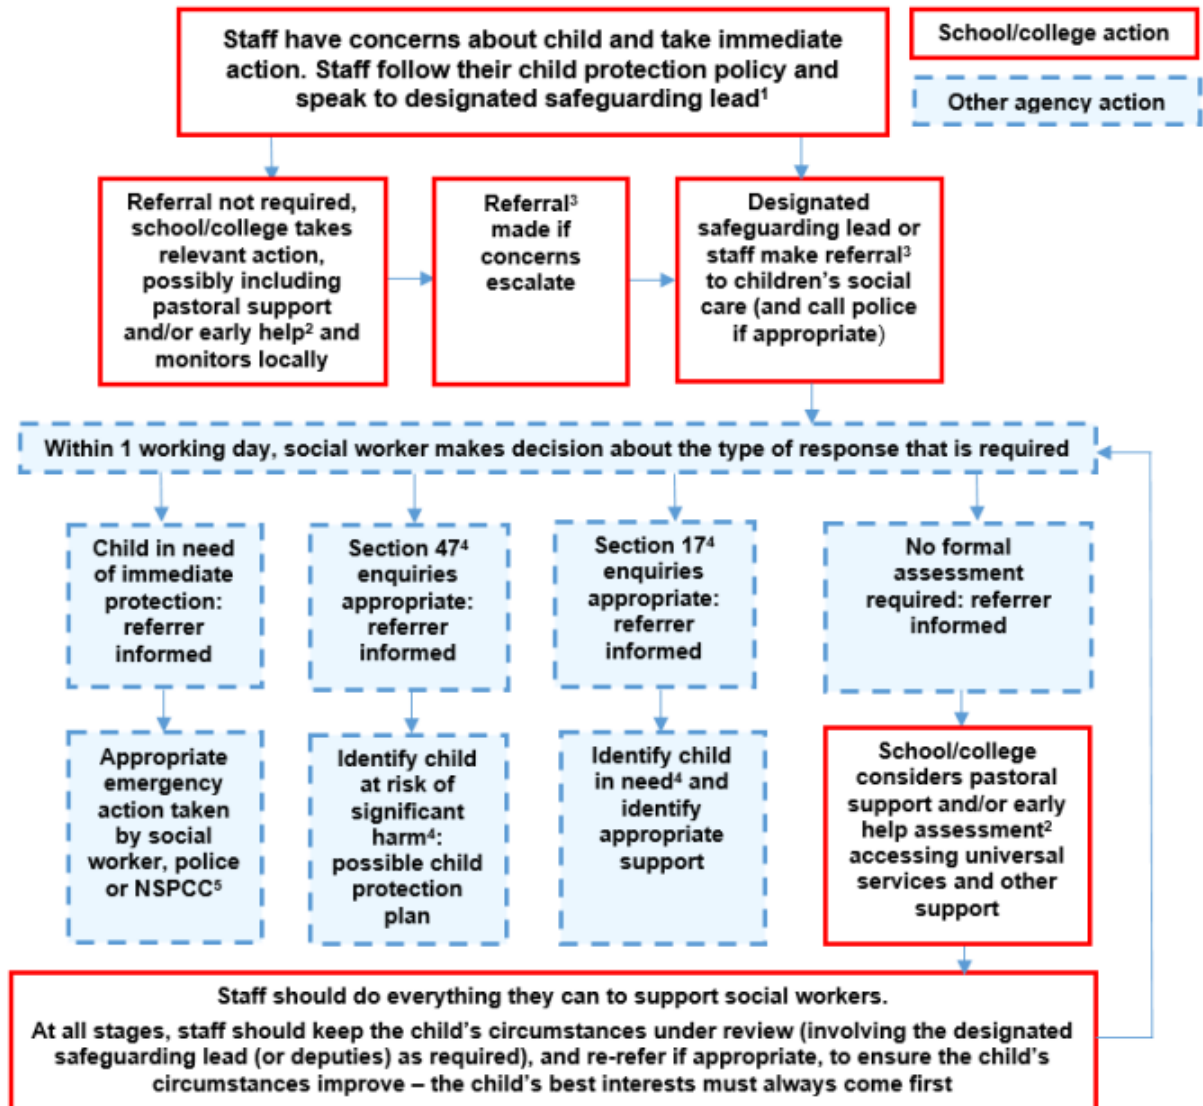 Staff have concerns about child and take immediate
action. Staff follow their child protection policy and
speak to designated safeguarding lead¹
School/college action
Other agency action
Referral not required,
school/college takes
relevant action,
possibly including
pastoral support
and/or early help² and
monitors locally
Referral³
made if
concerns
escalate
Designated
safeguarding lead or
staff make referral³
to children’s social
care (and call police
if appropriate)
Within 1 working day, social worker makes decision about the type of response that is required
Child in need
of immediate
protection:
referrer
informed
Section 47⁴
enquiries
appropriate:
referrer
informed
Section 17⁴
enquiries
appropriate:
referrer
informed
No formal
assessment
required: referrer
informed
Appropriate
emergency
action taken
by social
worker, police
or NSPCC⁵
Identify child
at risk of
significant
harm⁴:
possible child
protection
plan
Identify child
in need⁴ and
identify
appropriate
support
School/college
considers pastoral
support and/or early
help assessment²
accessing universal
services and other
support
Staff should do everything they can to support social workers.
At all stages, staff should keep the child’s circumstances under review (involving the designated
safeguarding lead (or deputies) as required), and re-refer if appropriate, to ensure the child’s
circumstances improve – the child’s best interests must always come first